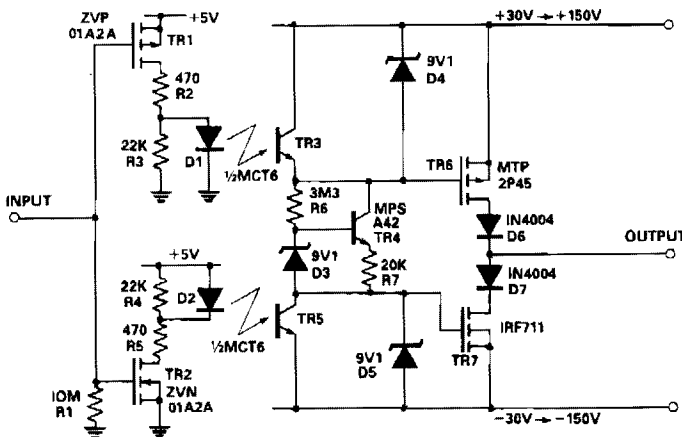 ZVP
01A2A
+5V
TR1
470
R2
22K
R3
D1
½MCT6
INPUT
+5V
22K
R4
D2
470
R5
½MCT6
TR2
ZVN
01A2A
IOM
R1
+30V → +150V
9V1
D4
TR3
TR6
MTP
2P45
3M3
R6
MPS
A42
TR4
IN4004
D6
OUTPUT
9V1
D3
20K
R7
IN4004
D7
TR5
IRF711
TR7
9V1
D5
−30V → −150V